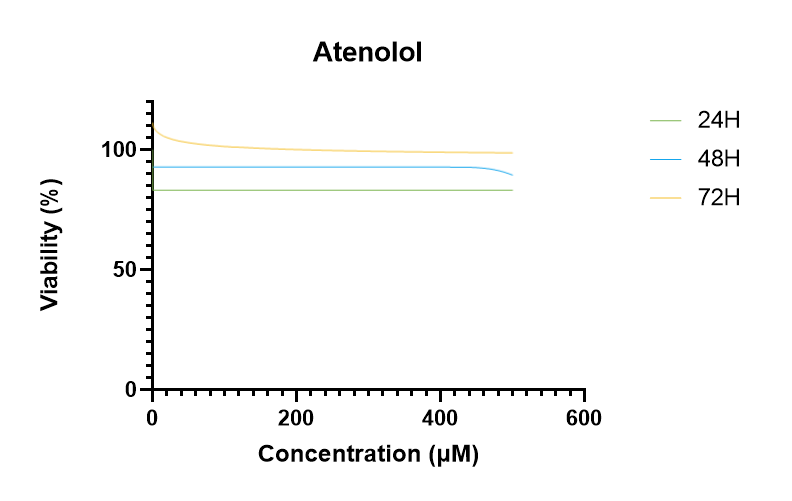 Atenolol
24H
48H
72H
Viability (%)
100
50
0
0 200 400 600
Concentration (µM)